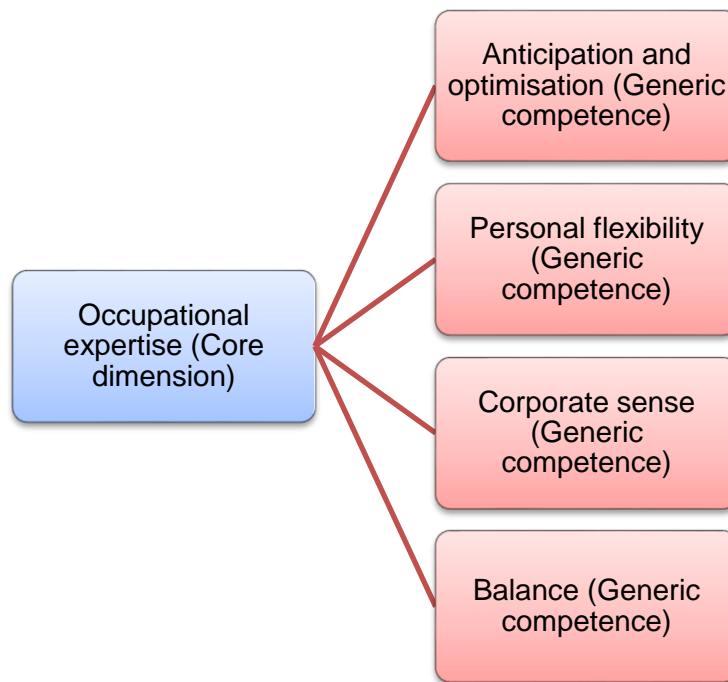 Anticipation and
optimisation (Generic
competence)
Personal flexibility
(Generic
competence)
Occupational
expertise (Core
dimension)
Corporate sense
(Generic
competence)
Balance (Generic
competence)